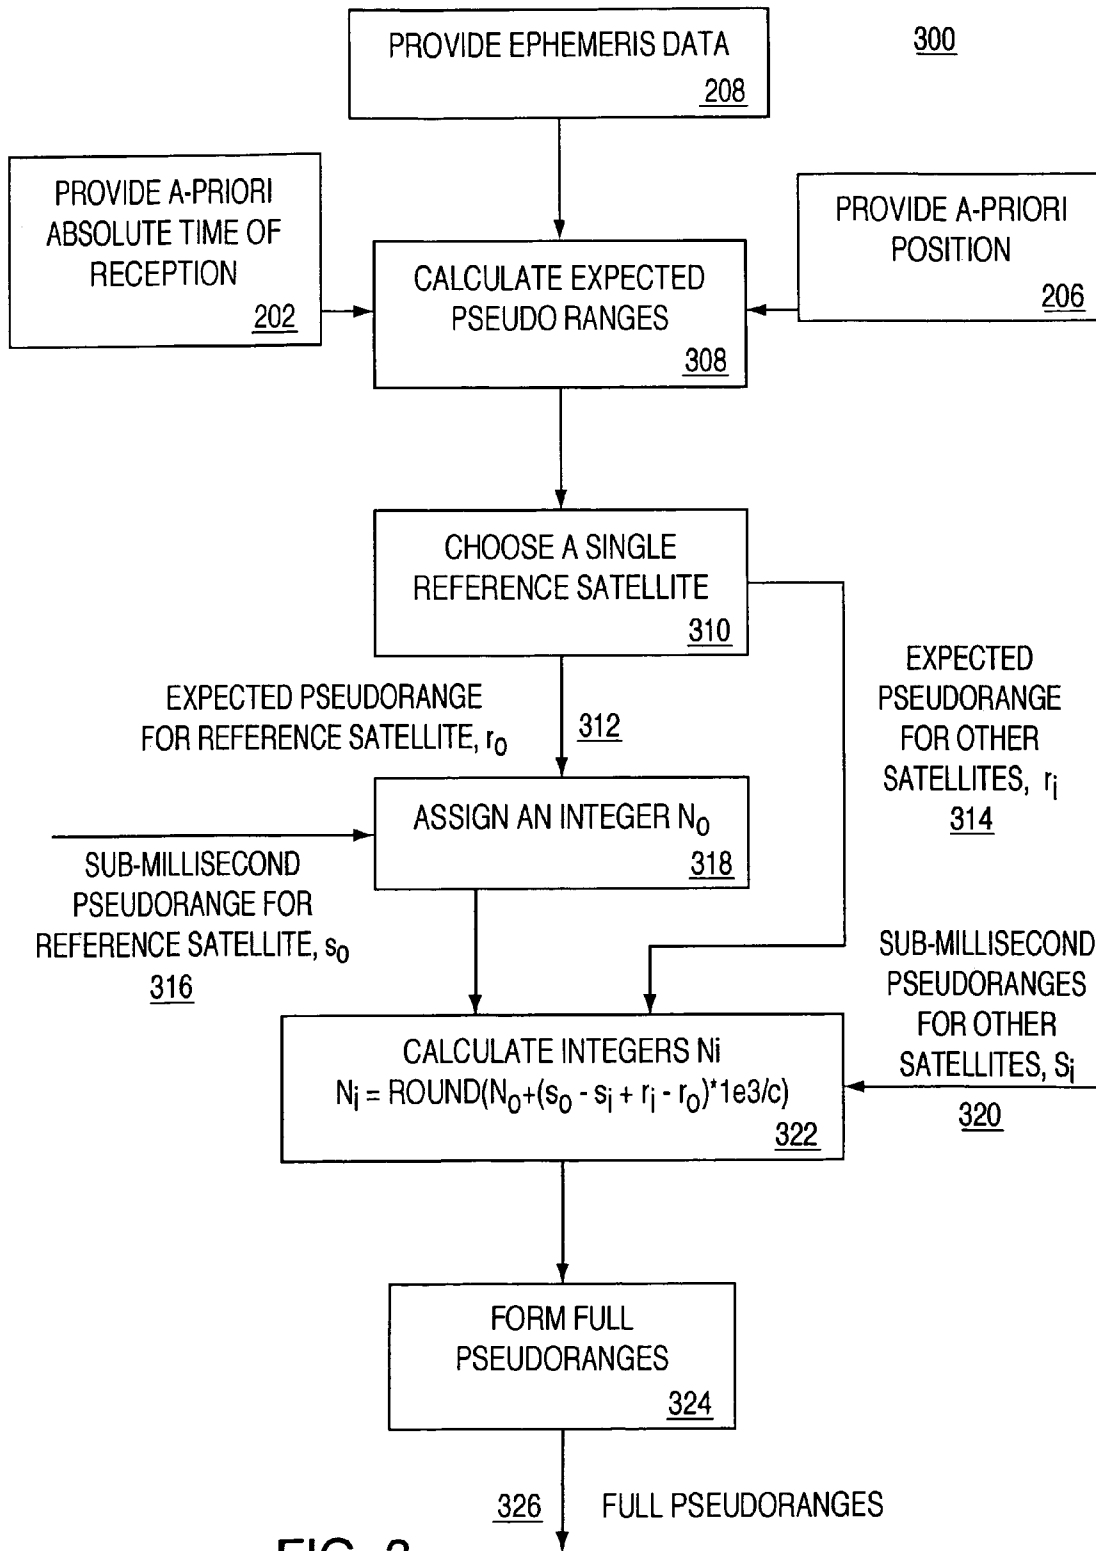 PROVIDE EPHEMERIS DATA
208
300
PROVIDE A-PRIORI
ABSOLUTE TIME OF
RECEPTION
202
PROVIDE A-PRIORI
POSITION
206
CALCULATE EXPECTED
PSEUDO RANGES
308
CHOOSE A SINGLE
REFERENCE SATELLITE
310
EXPECTED PSEUDORANGE
FOR REFERENCE SATELLITE, r0
312
EXPECTED
PSEUDORANGE
FOR OTHER
SATELLITES, ri
314
ASSIGN AN INTEGER N0
318
SUB-MILLISECOND
PSEUDORANGE FOR
REFERENCE SATELLITE, s0
316
SUB-MILLISECOND
PSEUDORANGES
FOR OTHER
SATELLITES, Si
320
CALCULATE INTEGERS Ni
Ni = ROUND(N0+(s0 - si + ri - r0)*1e3/c)
322
FORM FULL
PSEUDORANGES
324
326
FULL PSEUDORANGES